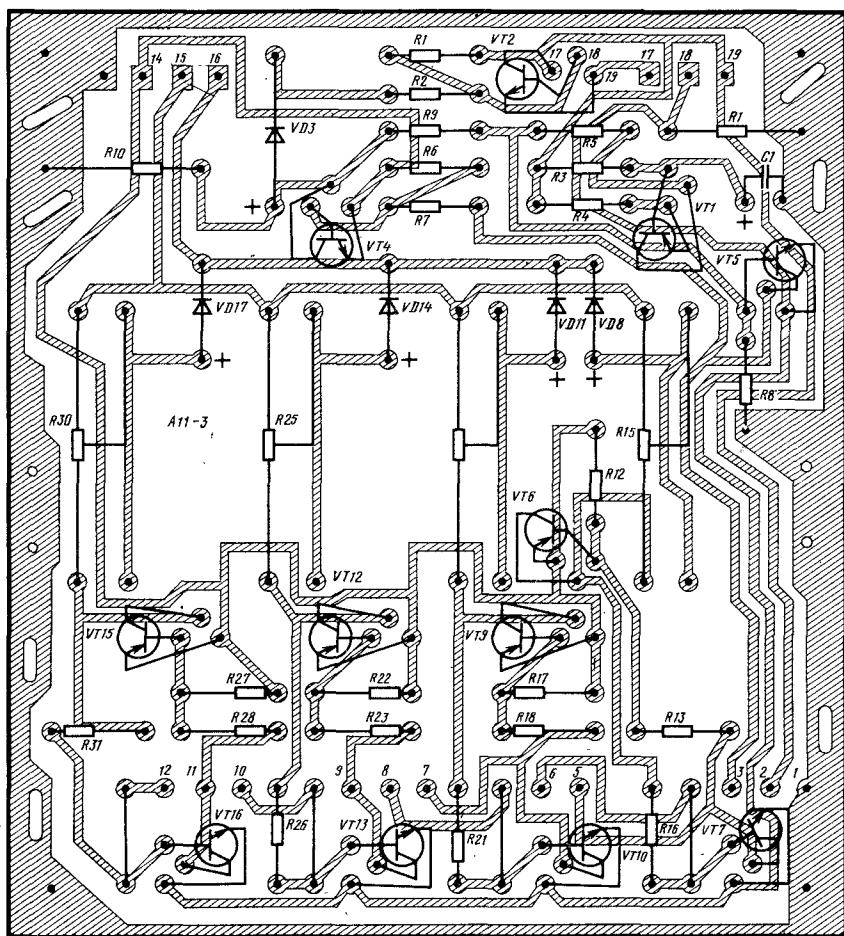 R1 VT2 17 18 19 17 18 19
14 15 16
R2
VD3 R9 R5 R1
R10 R6 R3 C1
+ R7 R4 VT1 +
VT4 VT5
VD17 VD14 VD11 VD8
+ + + +
R8
R30 A11-3 R25 R15
R12
VT6
VT12
VT15 VT9
R27 R22 R17
R28 R23 R18 R13
R31
12 11 10 9 8 7 6 5 3 2 1
VT16 R26 VT13 R21 VT10 R16 VT7